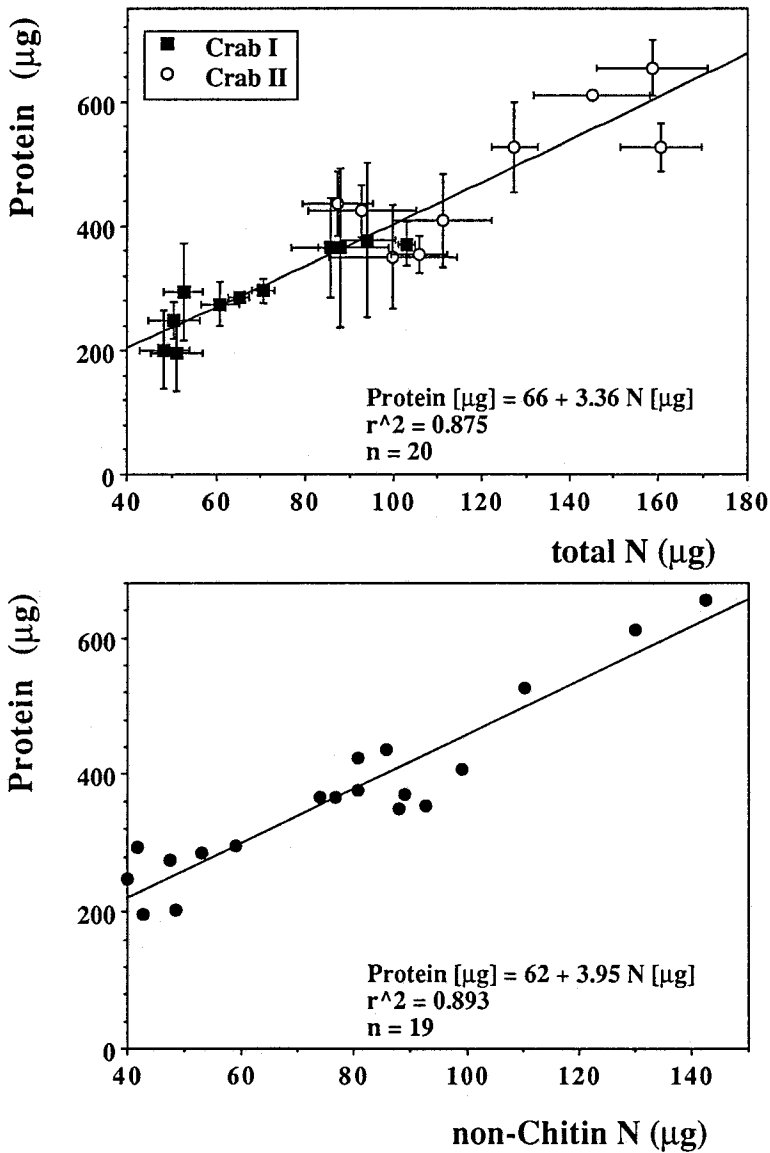 Protein (µg)
Crab I
Crab II
600
400
200
0
Protein [µg] = 66 + 3.36 N [µg]
r^2 = 0.875
n = 20
40 60 80 100 120 140 160 180
total N (µg)
Protein (µg)
600
400
200
0
Protein [µg] = 62 + 3.95 N [µg]
r^2 = 0.893
n = 19
40 60 80 100 120 140
non-Chitin N (µg)